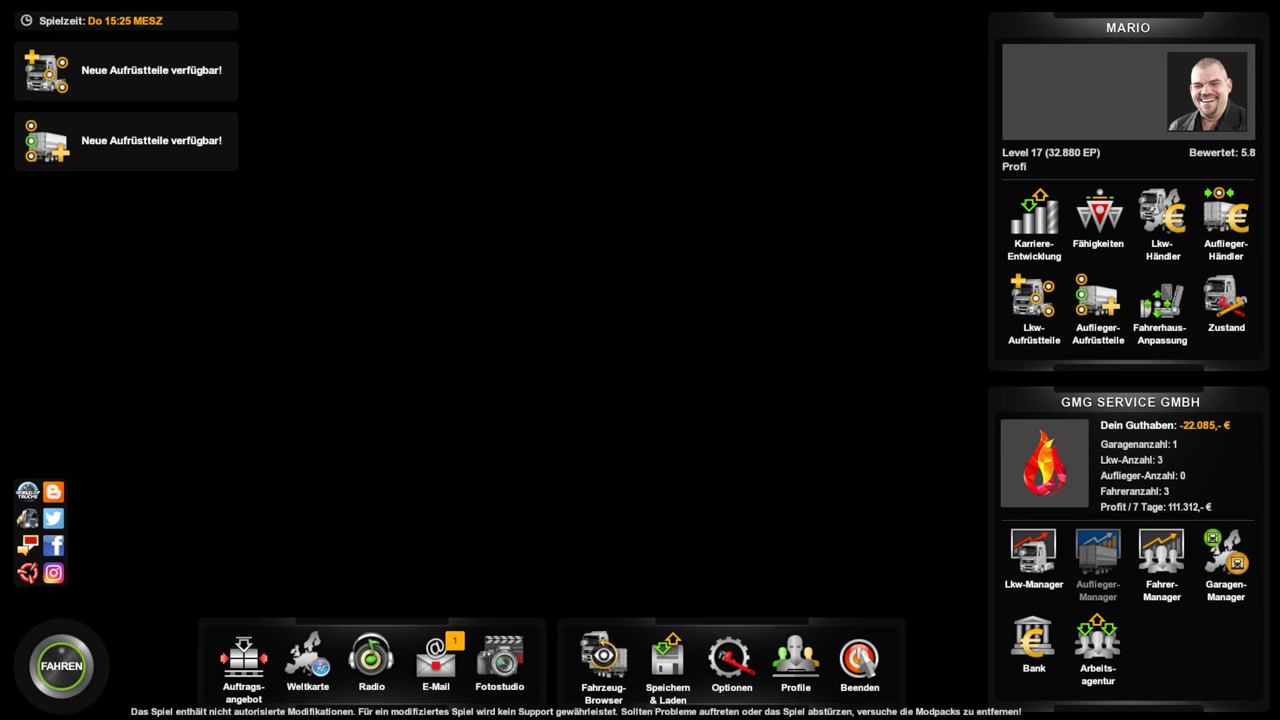 Spielzeit: Do 15:25 MESZ
Neue Aufrüstteile verfügbar!
Neue Aufrüstteile verfügbar!
MARIO
Level 17 (32.880 EP)
Bewertet: 5.8
Profi
Karriere-
Entwicklung
Fähigkeiten
Lkw-
Händler
Auflieger-
Händler
Lkw-
Aufrüstteile
Auflieger-
Aufrüstteile
Fahrerhaus-
Anpassung
Zustand
GMG SERVICE GMBH
Dein Guthaben: -22.085,- €
Garagenanzahl: 1
Lkw-Anzahl: 3
Auflieger-Anzahl: 0
Fahreranzahl: 3
Profit / 7 Tage: 111.312,- €
Lkw-Manager
Auflieger-
Manager
Fahrer-
Manager
Garagen-
Manager
Bank
Arbeits-
agentur
WORLD OF
TRUCKS
FAHREN
Auftrags-
angebot
Weltkarte
Radio
1
E-Mail
Fotostudio
Fahrzeug-
Browser
Speichern
& Laden
Optionen
Profile
Beenden
Das Spiel enthält nicht autorisierte Modifikationen. Für ein modifiziertes Spiel wird kein Support gewährleistet. Sollten Probleme auftreten oder das Spiel abstürzen, versuche die Modpacks zu entfernen!